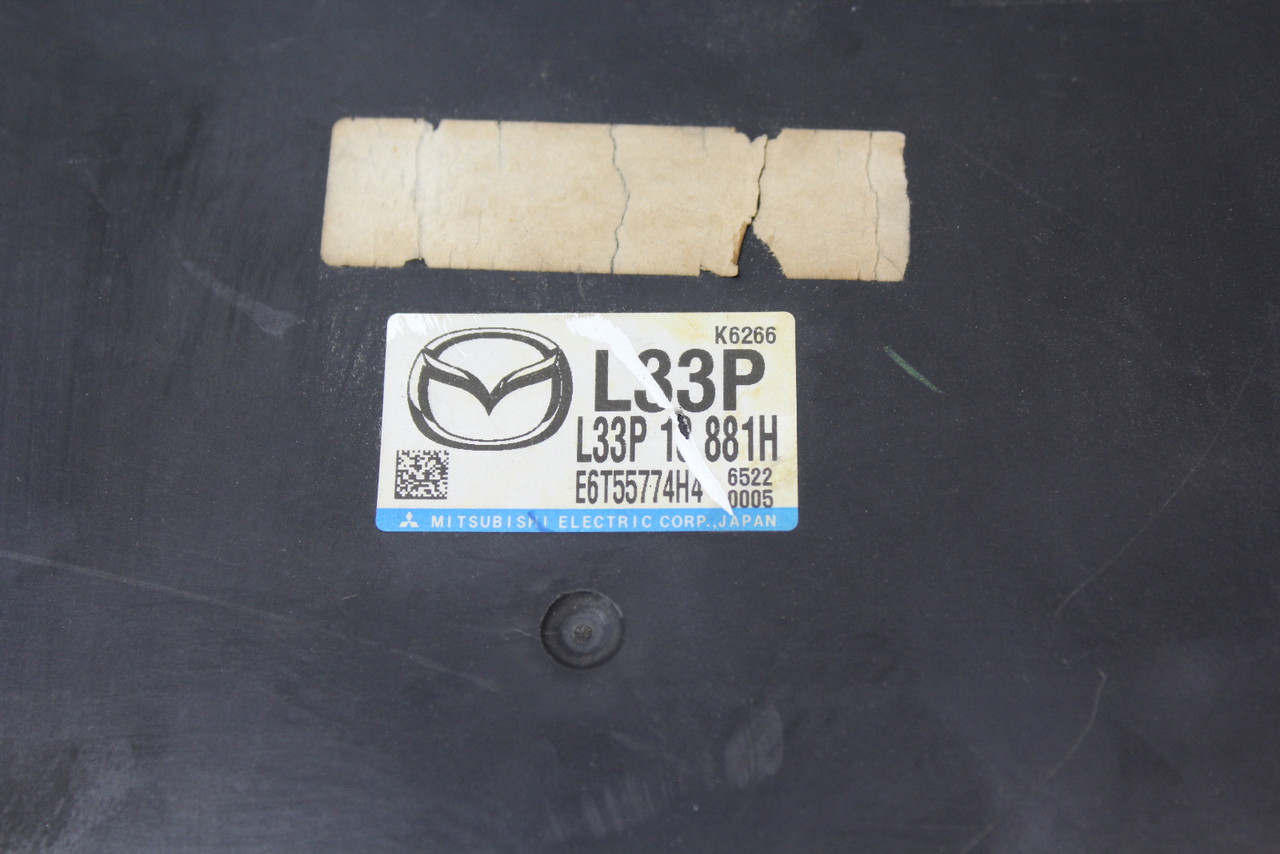 K6266
L33P
L33P 18 881H
E6T55774H4 6522
0005
MITSUBISHI ELECTRIC CORP., JAPAN